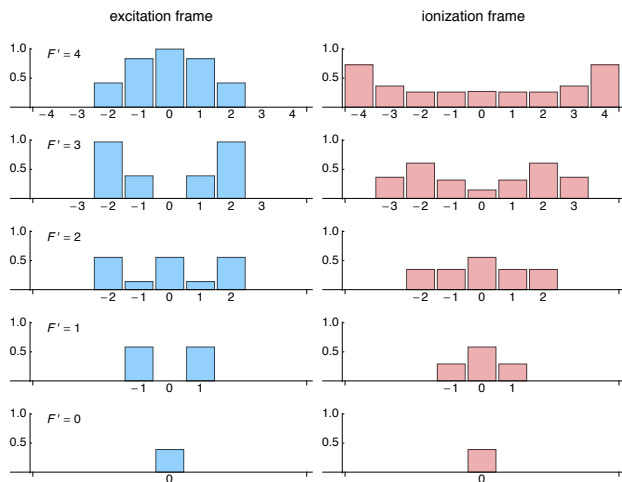 excitation frame ionization frame
1.0 F′ = 4 1.0
0.5 0.5
−4 −3 −2 −1 0 1 2 3 4 −4 −3 −2 −1 0 1 2 3 4
1.0 F′ = 3 1.0
0.5 0.5
−3 −2 −1 0 1 2 3 −3 −2 −1 0 1 2 3
1.0 F′ = 2 1.0
0.5 0.5
−2 −1 0 1 2 −2 −1 0 1 2
1.0 F′ = 1 1.0
0.5 0.5
−1 0 1 −1 0 1
1.0 F′ = 0 1.0
0.5 0.5
0 0